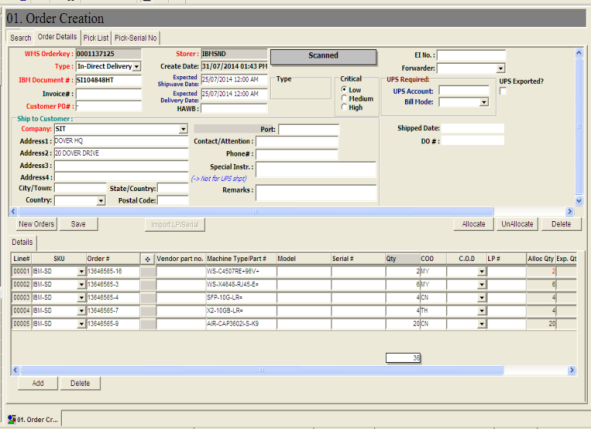 01. Order Creation
Search Order Details Pick List Pick-Serial No
WMS Orderkey : 0001137125 Storer : IBMSND Scanned EI No. :
Type : In-Direct Delivery Create Date: 31/07/2014 01:43 PM Forwarder:
IBM Document # : SI104848HT Expected Shipwave Date: 25/07/2014 12:00 AM Type Critical UPS Required: UPS Exported?
Invoice# : Expected Delivery Date: 25/07/2014 12:00 AM Low UPS Account:
Customer PO# : HAWB : Medium Bill Mode:
High
Ship to Customer :
Company: SIT Port: Shipped Date:
Address1 : DOVER HQ Contact/Attention : DO # :
Address2 : 20 DOVER DRIVE Phone# :
Address3 : Special Instr. :
Address4 : (-> Not for UPS shpt)
City/Town: State/Country: Remarks :
Country: Postal Code:
New Orders Save Import LP/Serial Allocate UnAllocate Delete
Details
Line# SKU Order # Vendor part no. Machine Type/Part # Model Serial # Qty COO C.O.D LP # Alloc Qty Exp. Qt
00001 IBM-SD 13646565-16 WS-C4507RE+96V+ 2 MY 2
00002 IBM-SD 13646565-3 WS-X4648-RJ45-E= 6 MY 6
00003 IBM-SD 13646565-4 SFP-10G-LR= 4 CN 4
00004 IBM-SD 13646565-7 X2-10GB-LR= 4 TH 4
00005 IBM-SD 13646565-9 AIR-CAP3602I-S-K9 20 CN 20
36
Add Delete
01. Order Cr...